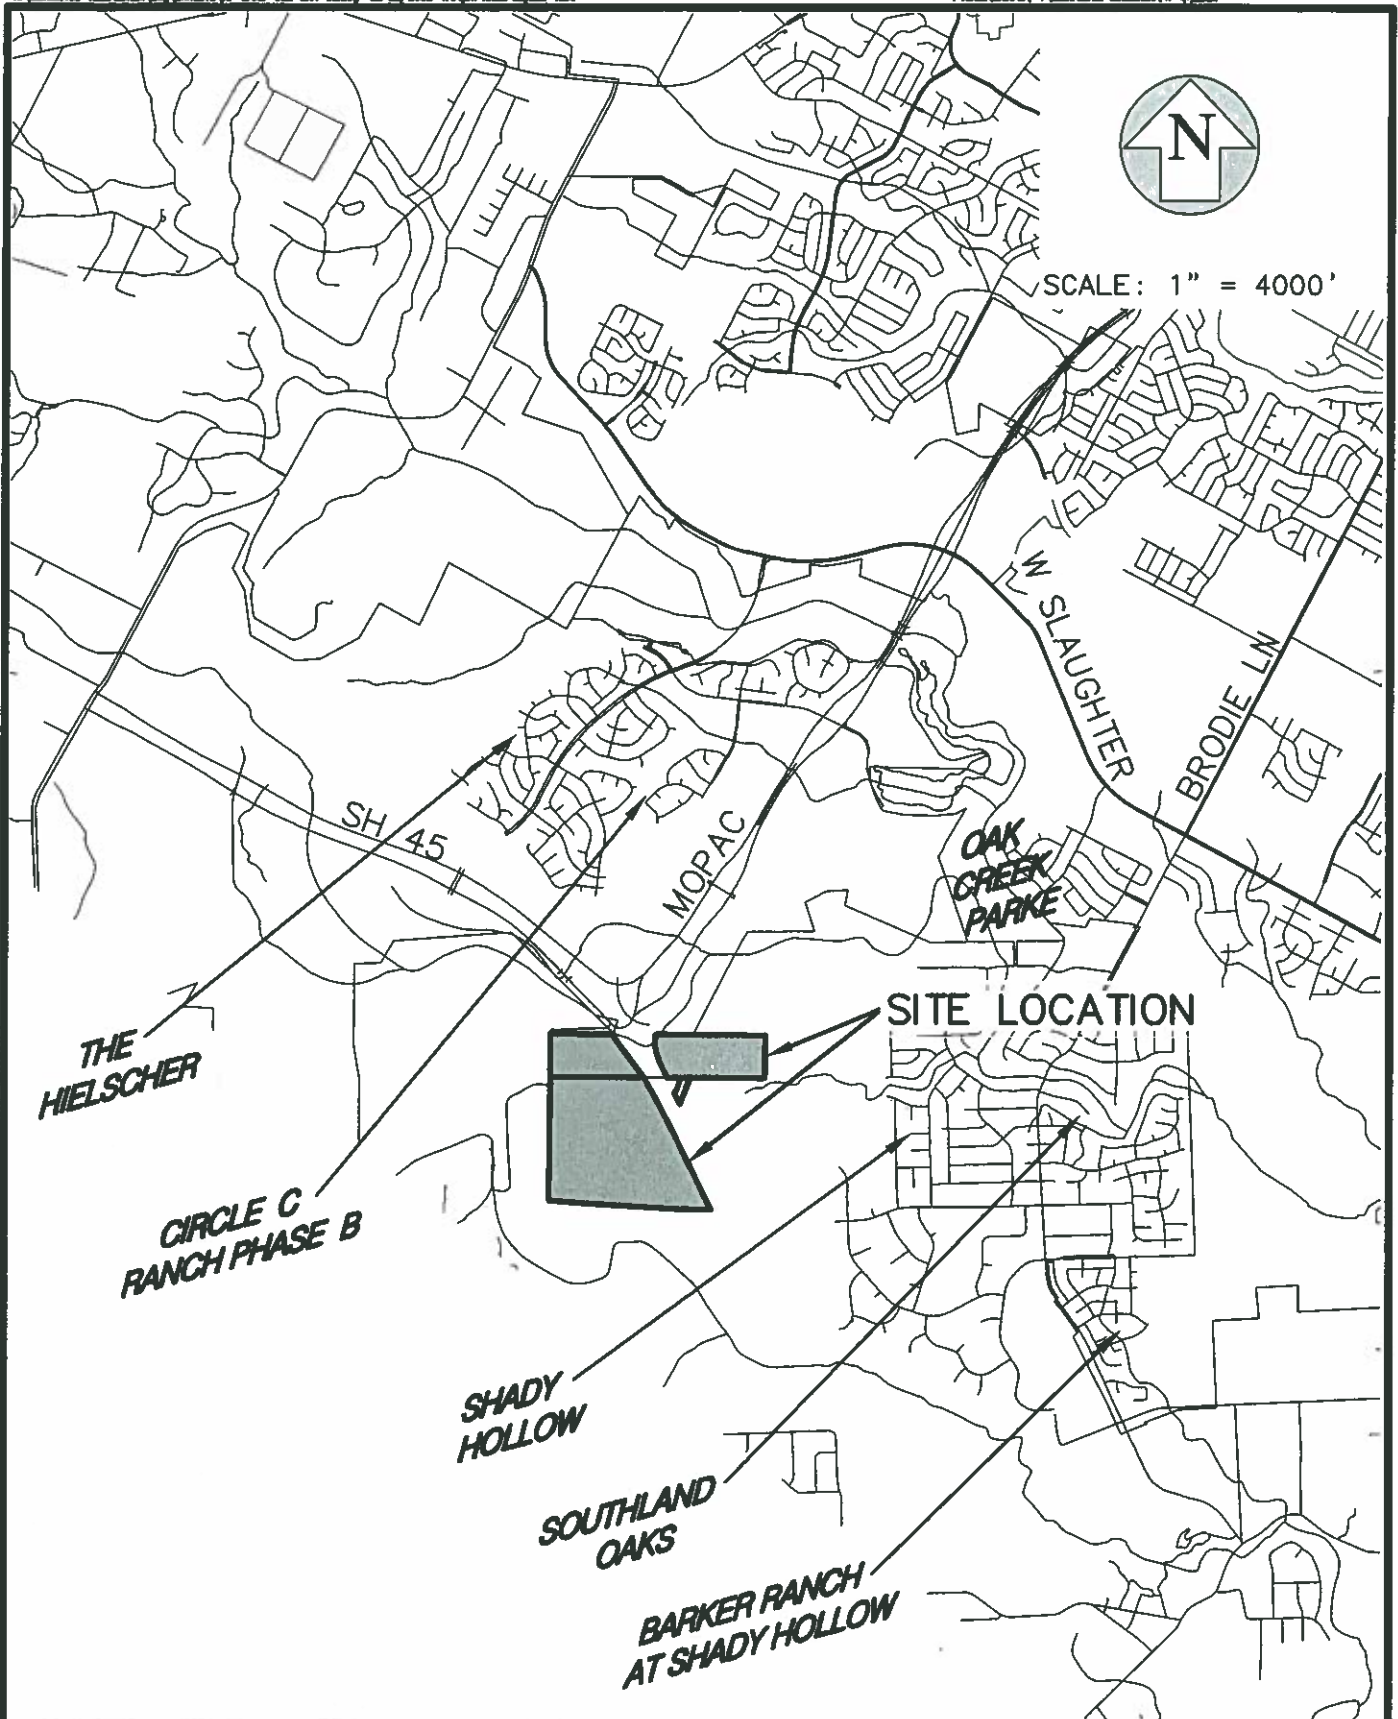 N
SCALE: 1" = 4000'
W SLAUGHTER
BRODIE LN
SH 45
MOPAC
OAK
CREEK
PARKE
SITE LOCATION
THE
HIELSCHER
CIRCLE C
RANCH PHASE B
SHADY
HOLLOW
SOUTHLAND
OAKS
BARKER RANCH
AT SHADY HOLLOW